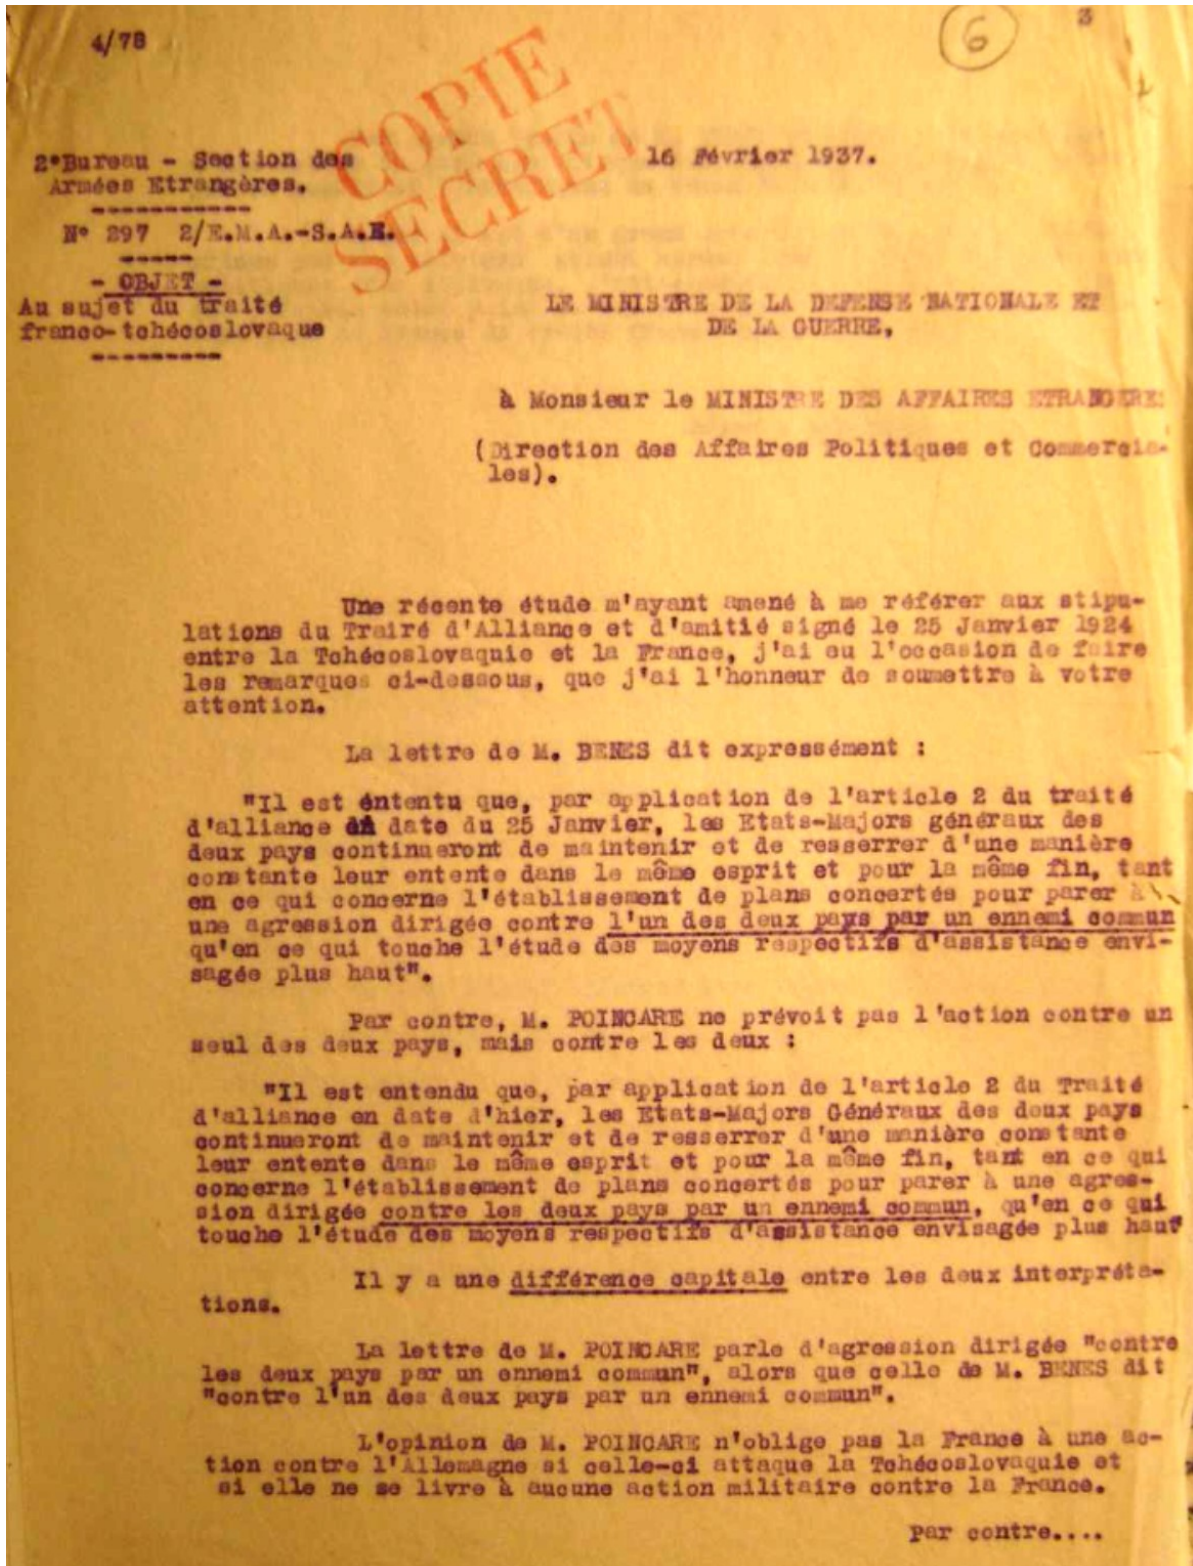 4/78
6
3
COPIE
SECRET
2°Bureau - Section des
Armées Etrangères.
16 Février 1937.
N° 297 2/E.M.A.-S.A.E.
- OBJET -
Au sujet du traité
franco-tchécoslovaque
LE MINISTRE DE LA DEFENSE NATIONALE ET
DE LA GUERRE,
à Monsieur le MINISTRE DES AFFAIRES ETRANGERES
(Direction des Affaires Politiques et Commercia-
les).
Une récente étude m'ayant amené à me référer aux stipu-
lations du Trairé d'Alliance et d'amitié signé le 25 Janvier 1924
entre la Tchécoslovaquie et la France, j'ai eu l'occasion de faire
les remarques ci-dessous, que j'ai l'honneur de soumettre à votre
attention.
La lettre de M. BENES dit expressément :
"Il est éntentu que, par application de l'article 2 du traité
d'alliance en date du 25 Janvier, les Etats-Majors généraux des
deux pays continueront de maintenir et de resserrer d'une manière
constante leur entente dans le même esprit et pour la même fin, tant
en ce qui concerne l'établissement de plans concertés pour parer à
une agression dirigée contre l'un des deux pays par un ennemi commun
qu'en ce qui touche l'étude des moyens respectifs d'assistance envi-
sagée plus haut".
Par contre, M. POINCARE ne prévoit pas l'action contre un
seul des deux pays, mais contre les deux :
"Il est entendu que, par application de l'article 2 du Traité
d'alliance en date d'hier, les Etats-Majors Généraux des deux pays
continueront de maintenir et de resserrer d'une manière constante
leur entente dans le même esprit et pour la même fin, tant en ce qui
concerne l'établissement de plans concertés pour parer à une agres-
sion dirigée contre les deux pays par un ennemi commun, qu'en ce qui
touche l'étude des moyens respectifs d'assistance envisagée plus haut"
Il y a une différence capitale entre les deux interpréta-
tions.
La lettre de M. POINCARE parle d'agression dirigée "contre
les deux pays par un ennemi commun", alors que celle de M. BENES dit
"contre l'un des deux pays par un ennemi commun".
L'opinion de M. POINCARE n'oblige pas la France à une ac-
tion contre l'Allemagne si celle-ci attaque la Tchécoslovaquie et
si elle ne se livre à aucune action militaire contre la France.
Par contre....